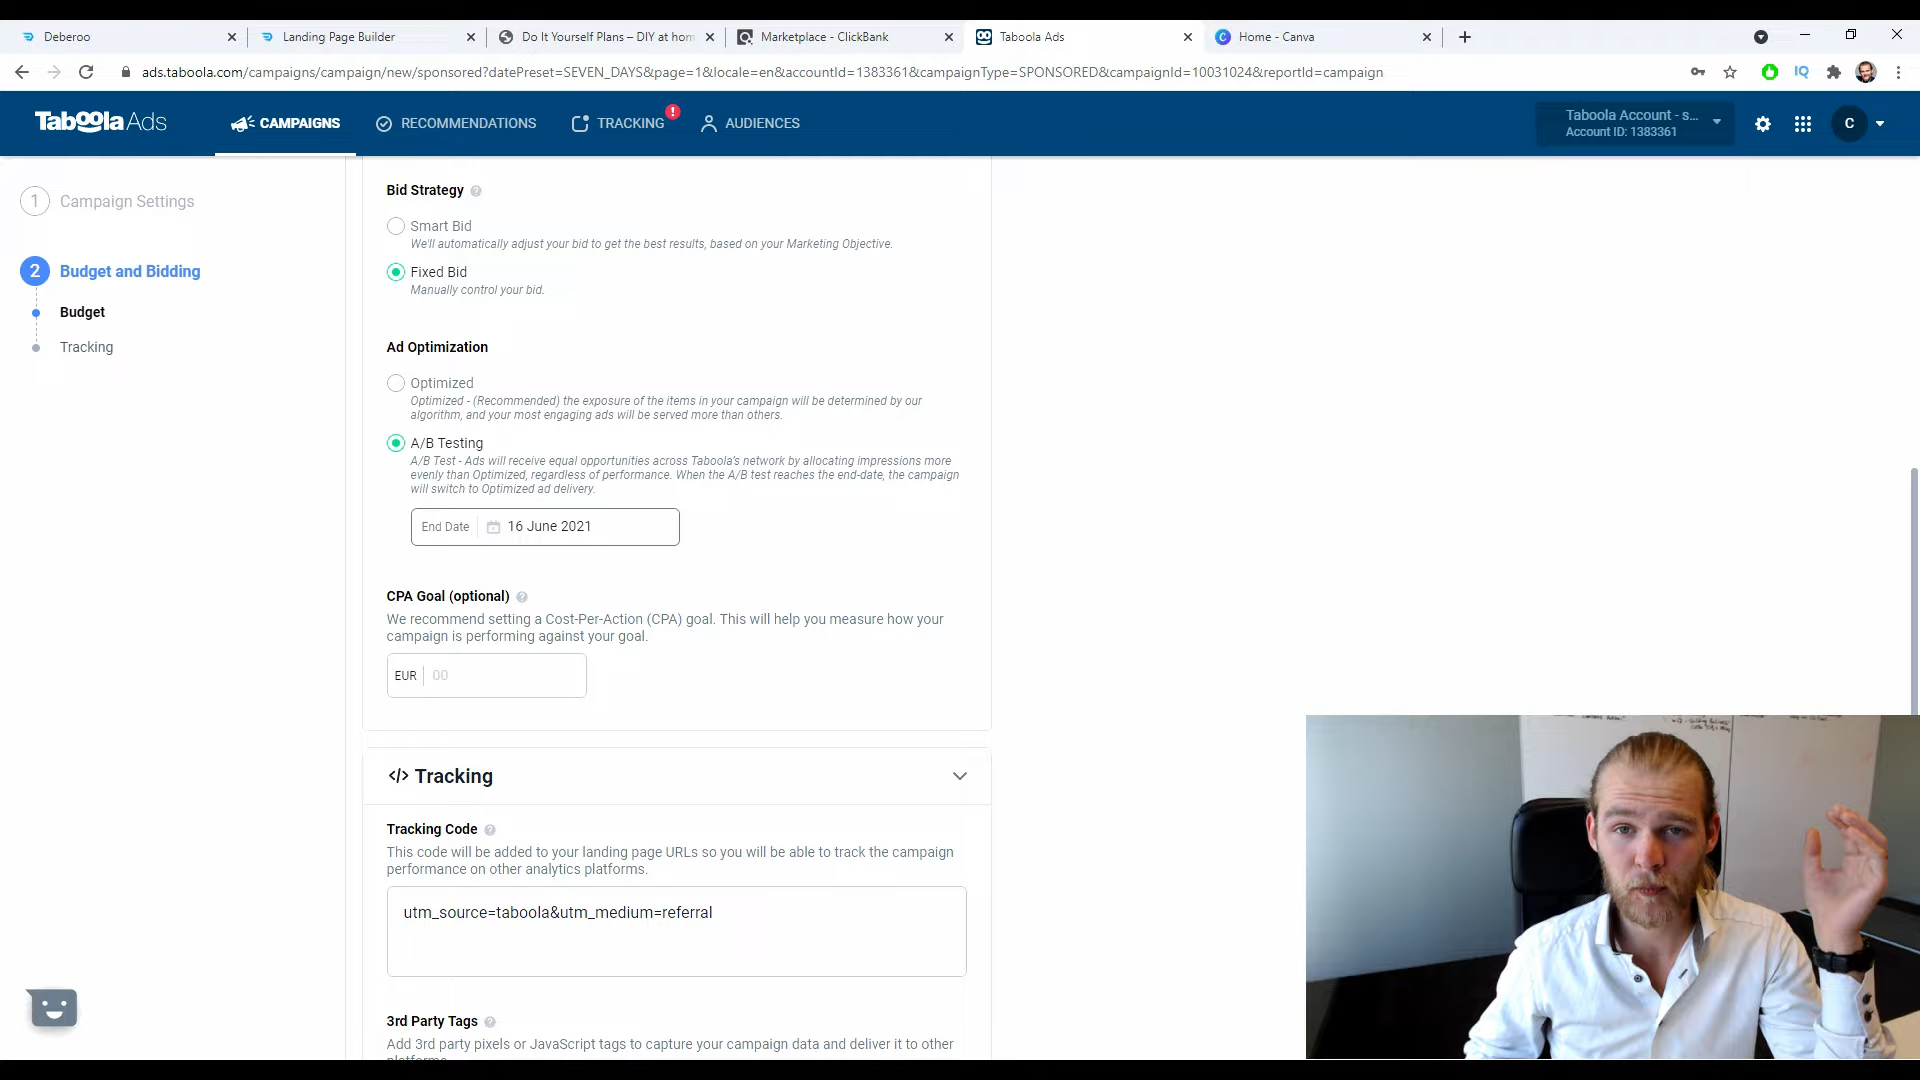 Deberoo
Landing Page Builder
Do It Yourself Plans – DIY at hom
Marketplace - ClickBank
Taboola Ads
Home - Canva
ads.taboola.com/campaigns/campaign/new/sponsored?datePreset=SEVEN_DAYS&page=1&locale=en&accountId=1383361&campaignType=SPONSORED&campaignId=10031024&reportId=campaign
IQ
Taboola Ads
CAMPAIGNS
RECOMMENDATIONS
TRACKING
!
AUDIENCES
Taboola Account - s...
Account ID: 1383361
C
1 Campaign Settings
2 Budget and Bidding
Budget
Tracking
Bid Strategy ?
Smart Bid
We'll automatically adjust your bid to get the best results, based on your Marketing Objective.
Fixed Bid
Manually control your bid.
Ad Optimization
Optimized
Optimized - (Recommended) the exposure of the items in your campaign will be determined by our
algorithm, and your most engaging ads will be served more than others.
A/B Testing
A/B Test - Ads will receive equal opportunities across Taboola's network by allocating impressions more
evenly than Optimized, regardless of performance. When the A/B test reaches the end-date, the campaign
will switch to Optimized ad delivery.
End Date 16 June 2021
CPA Goal (optional) ?
We recommend setting a Cost-Per-Action (CPA) goal. This will help you measure how your
campaign is performing against your goal.
EUR 00
</> Tracking
Tracking Code ?
This code will be added to your landing page URLs so you will be able to track the campaign
performance on other analytics platforms.
utm_source=taboola&utm_medium=referral
3rd Party Tags ?
Add 3rd party pixels or JavaScript tags to capture your campaign data and deliver it to other
platforms.